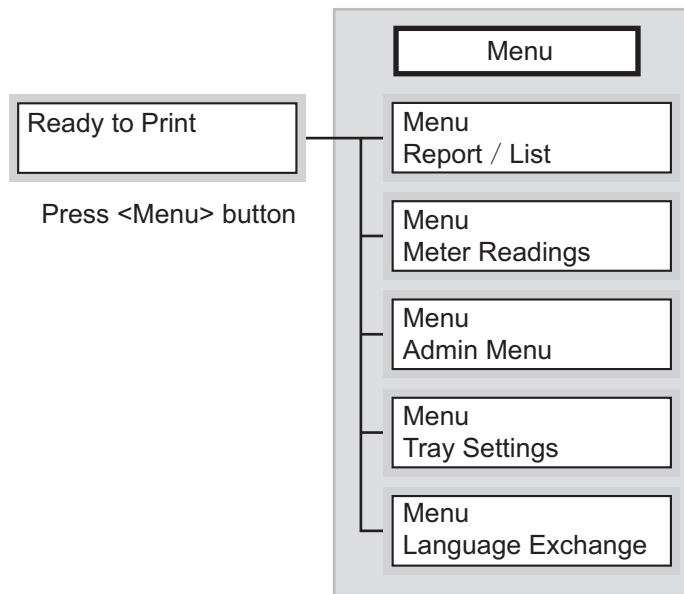 Menu
Ready to Print
Press <Menu> button
Menu
Report / List
Menu
Meter Readings
Menu
Admin Menu
Menu
Tray Settings
Menu
Language Exchange